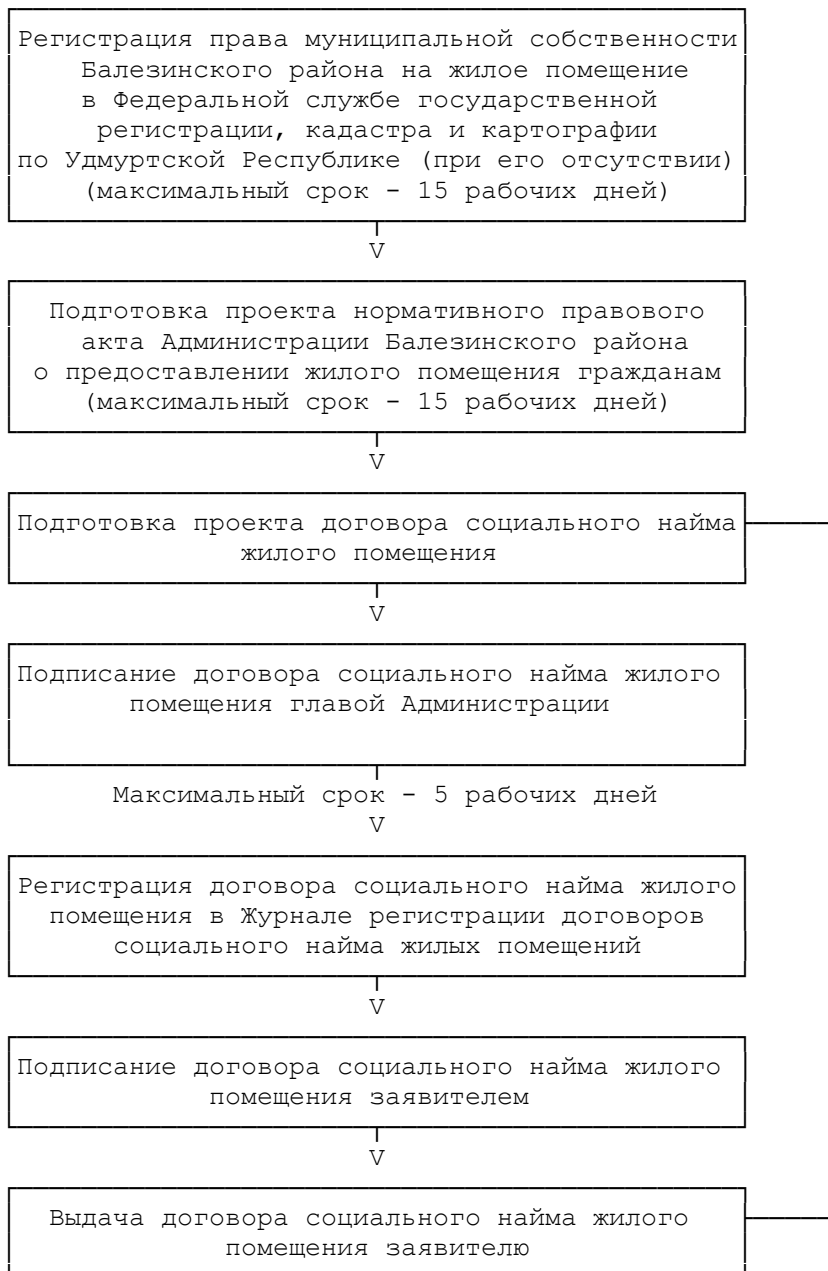 Регистрация права муниципальной собственности
Балезинского района на жилое помещение
в Федеральной службе государственной
регистрации, кадастра и картографии
по Удмуртской Республике (при его отсутствии)
(максимальный срок - 15 рабочих дней)
V
Подготовка проекта нормативного правового
акта Администрации Балезинского района
о предоставлении жилого помещения гражданам
(максимальный срок - 15 рабочих дней)
V
Подготовка проекта договора социального найма
жилого помещения
V
Подписание договора социального найма жилого
помещения главой Администрации
Максимальный срок - 5 рабочих дней
V
Регистрация договора социального найма жилого
помещения в Журнале регистрации договоров
социального найма жилых помещений
V
Подписание договора социального найма жилого
помещения заявителем
V
Выдача договора социального найма жилого
помещения заявителю